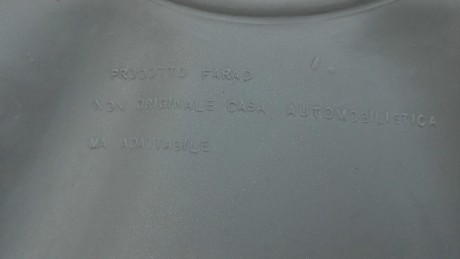 PRODOTTO FARAD
NON ORIGINALE CASA AUTOMOBILISTICA
MA ADATTABILE